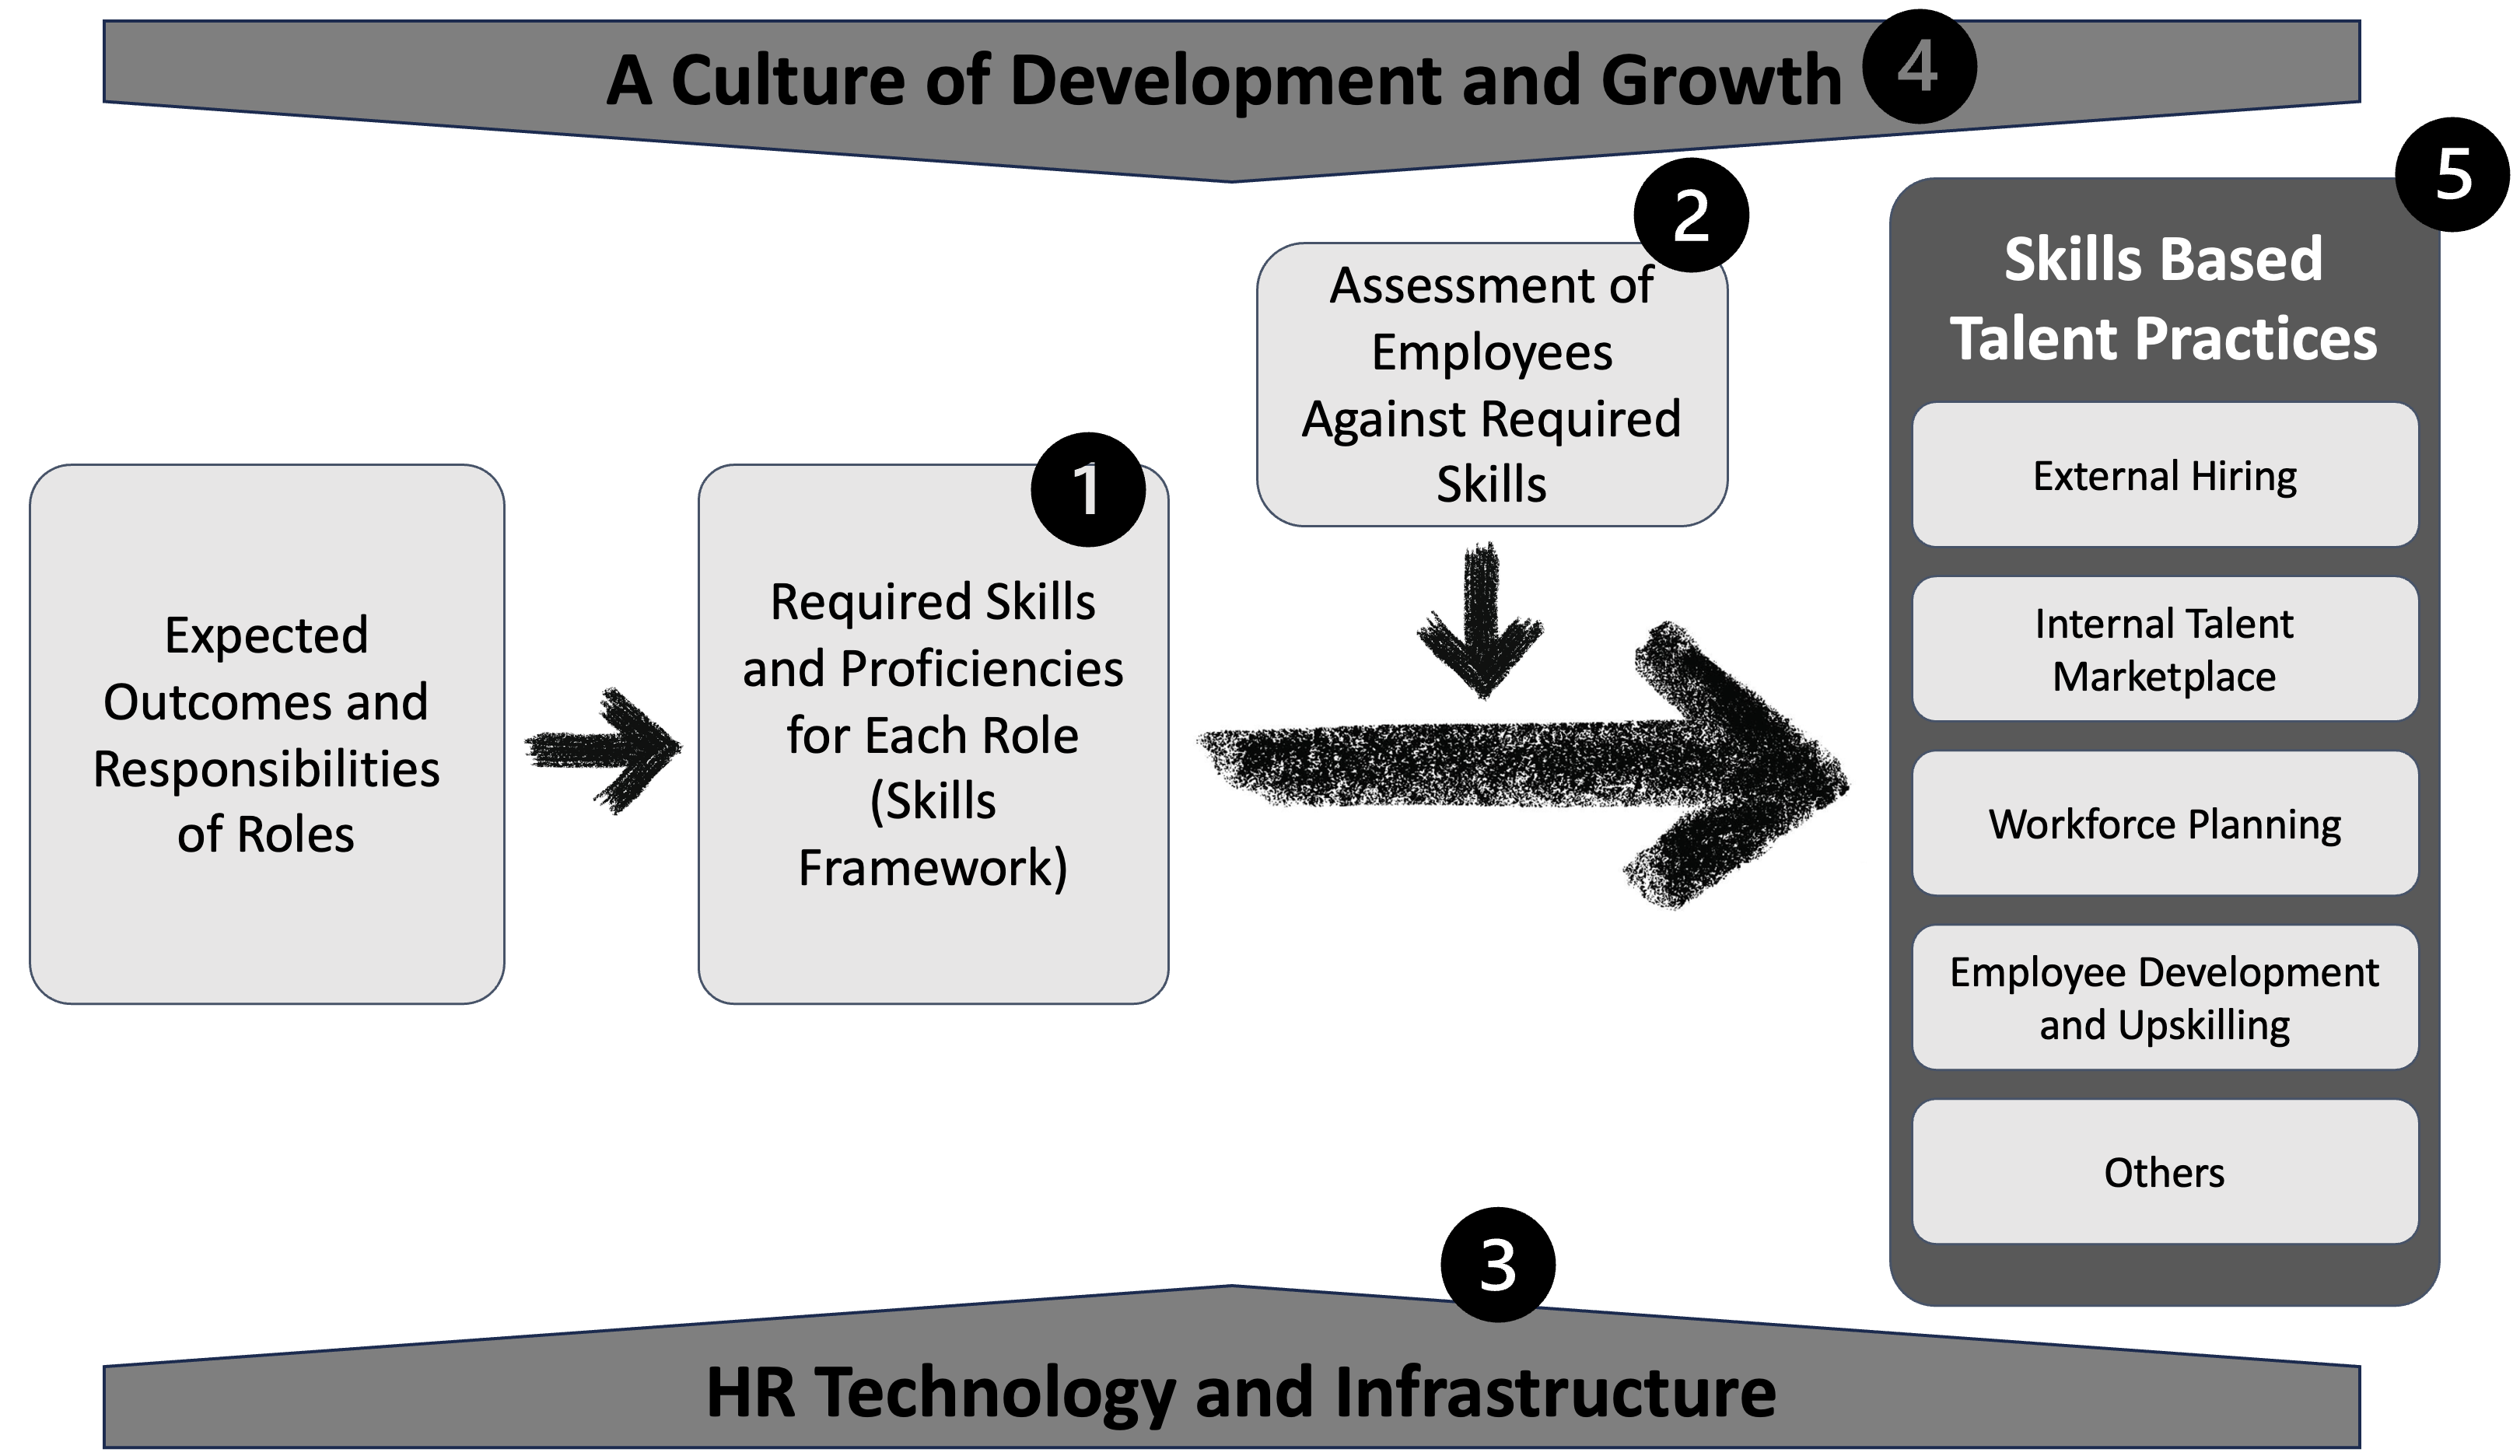 A Culture of Development and Growth
4
5
2
Assessment of
Employees
Against Required
Skills
Skills Based
Talent Practices
External Hiring
Internal Talent
Marketplace
Workforce Planning
Employee Development
and Upskilling
Others
1
Required Skills
and Proficiencies
for Each Role
(Skills
Framework)
Expected
Outcomes and
Responsibilities
of Roles
3
HR Technology and Infrastructure